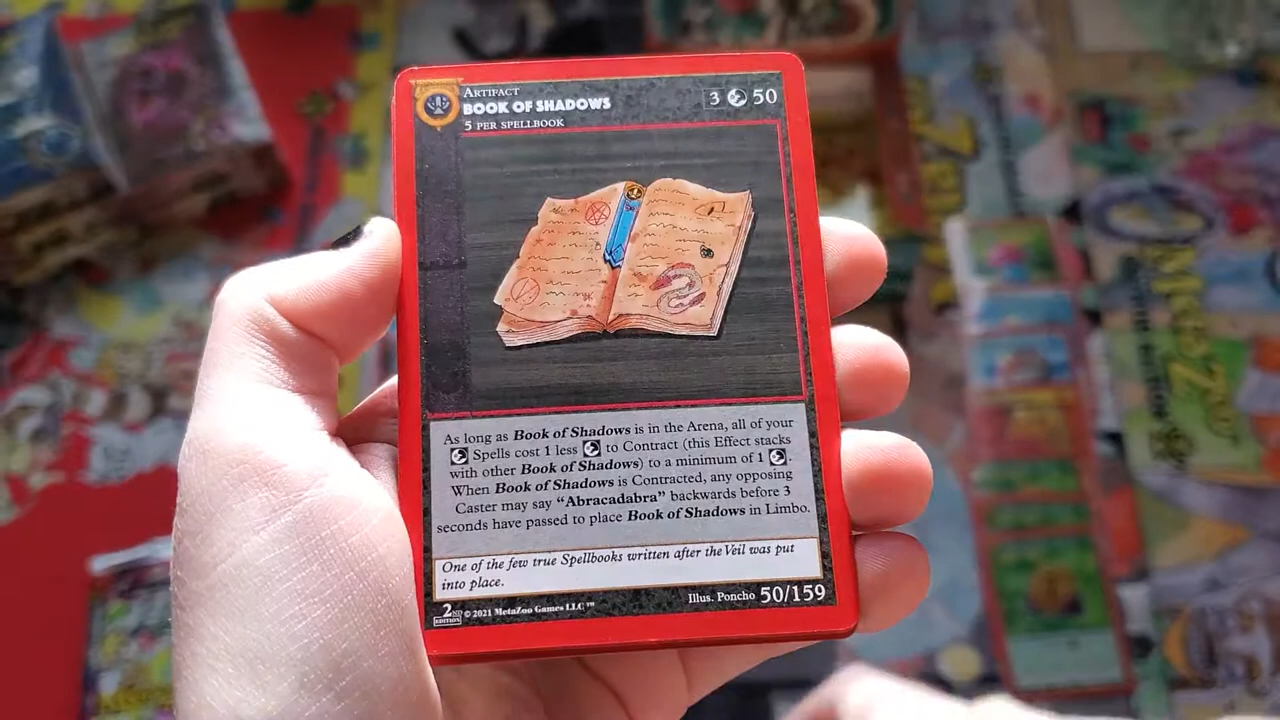 ARTIFACT
BOOK OF SHADOWS
3 50
5 PER SPELLBOOK
As long as Book of Shadows is in the Arena, all of your
Spells cost 1 less to Contract (this Effect stacks
with other Book of Shadows) to a minimum of 1 .
When Book of Shadows is Contracted, any opposing
Caster may say “Abracadabra” backwards before 3
seconds have passed to place Book of Shadows in Limbo.
One of the few true Spellbooks written after the Veil was put
into place.
Illus. Poncho 50/159
2ND EDITION © 2021 MetaZoo Games LLC ™
MetaZoo